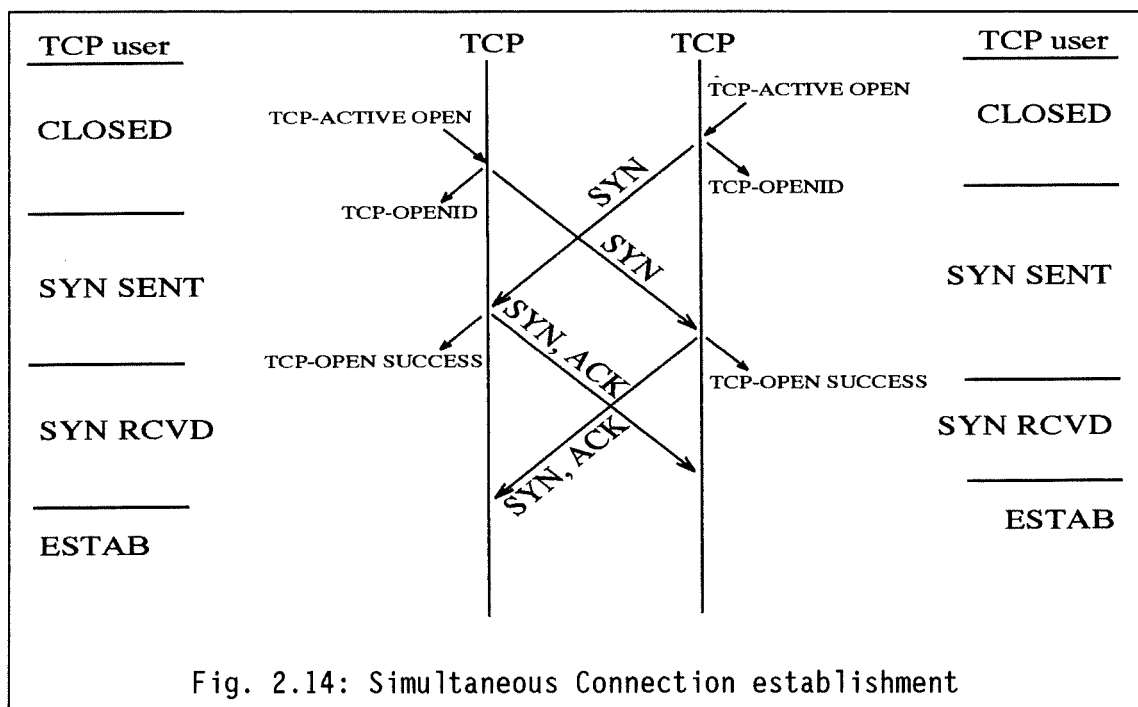 TCP user
TCP
TCP
TCP user
TCP-ACTIVE OPEN
TCP-ACTIVE OPEN
CLOSED
CLOSED
SYN
TCP-OPENID
TCP-OPENID
SYN
SYN SENT
SYN SENT
SYN, ACK
TCP-OPEN SUCCESS
TCP-OPEN SUCCESS
SYN RCVD
SYN RCVD
SYN, ACK
ESTAB
ESTAB
Fig. 2.14: Simultaneous Connection establishment